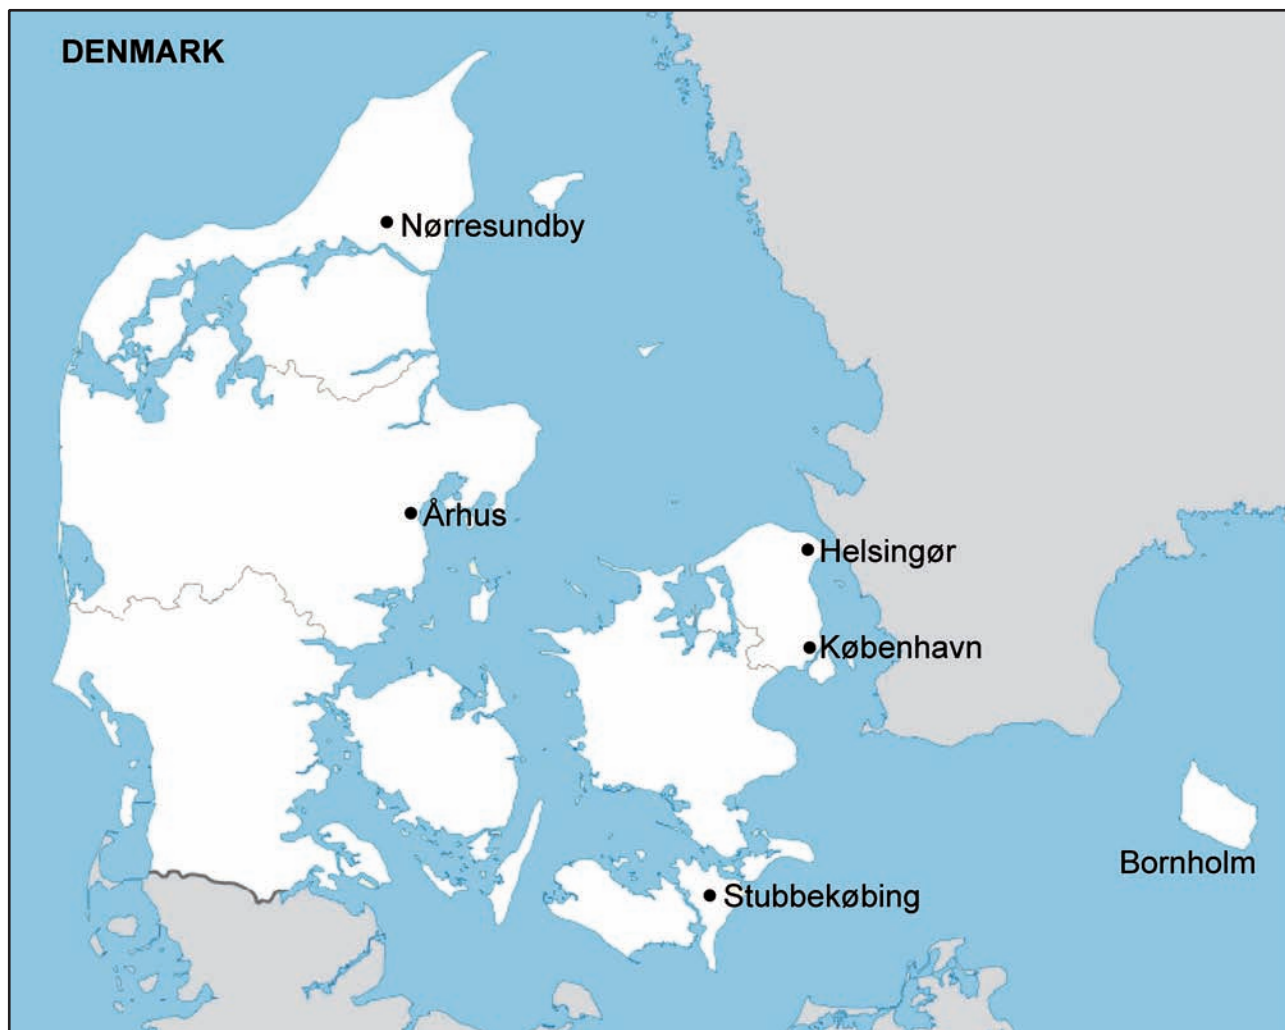 DENMARK
Nørresundby
Århus
Helsingør
København
Bornholm
Stubbekøbing